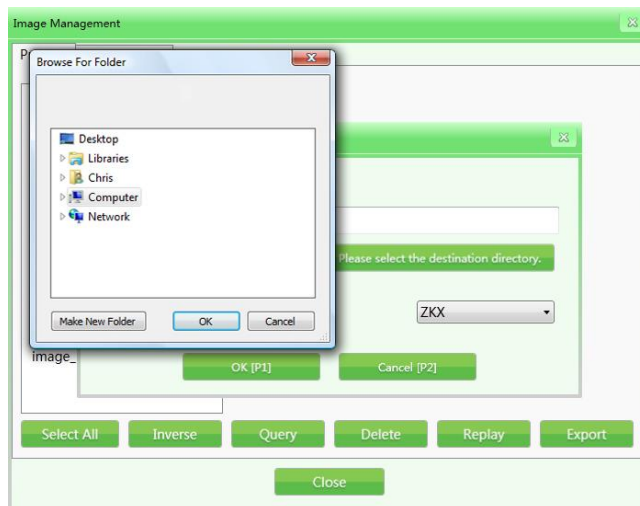 Image Management
Browse For Folder
Desktop
Libraries
Chris
Computer
Network
Please select the destination directory.
ZKX
Make New Folder
OK
Cancel
image_
OK [P1]
Cancel [P2]
Select All
Inverse
Query
Delete
Replay
Export
Close